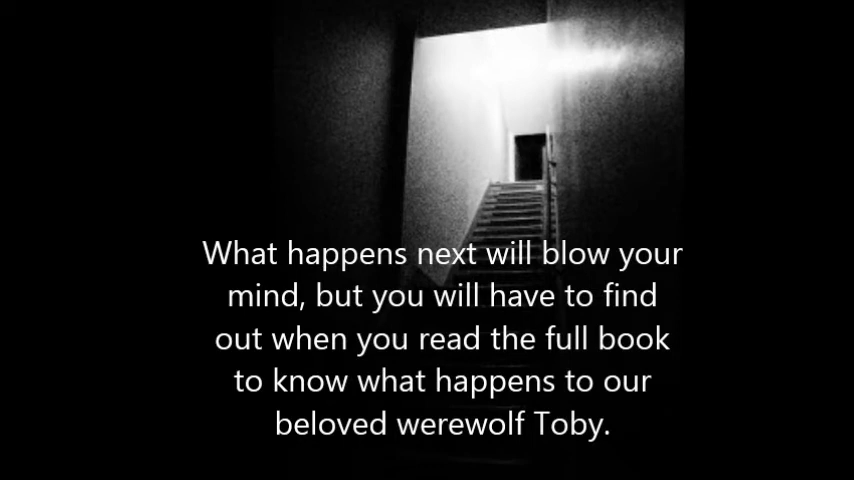 What happens next will blow your
mind, but you will have to find
out when you read the full book
to know what happens to our
beloved werewolf Toby.